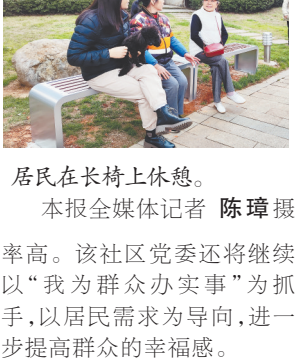 居民在长椅上休憩。
本报全媒体记者 陈璋摄
率高。该社区党委还将继续
以“我为群众办实事”为抓
手,以居民需求为导向,进一
步提高群众的幸福感。